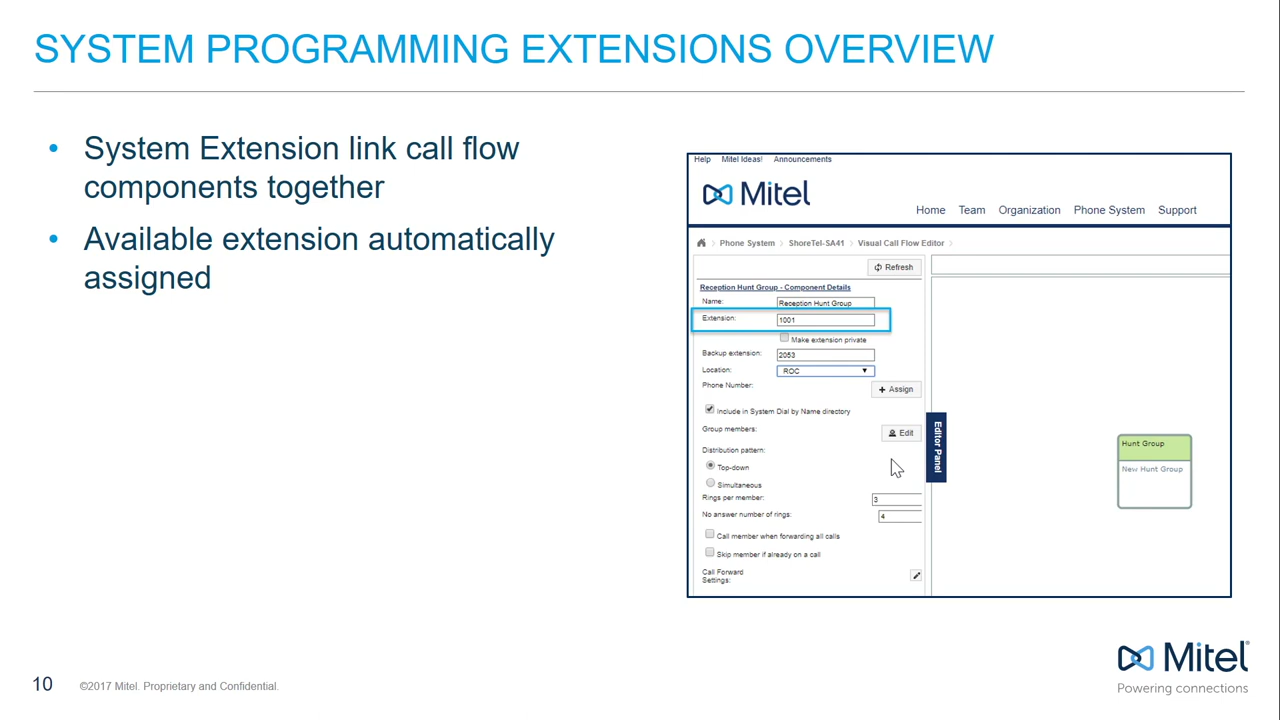 SYSTEM PROGRAMMING EXTENSIONS OVERVIEW
• System Extension link call flow
components together
• Available extension automatically
assigned
Help Mitel Ideas! Announcements
Mitel
Home Team Organization Phone System Support
Phone System ShoreTel-SA41 Visual Call Flow Editor
Refresh
Reception Hunt Group - Component Details
Name: Reception Hunt Group
Extension: 1001
Make extension private
Backup extension: 2053
Location: ROC
Phone Number:
+ Assign
Include in System Dial by Name directory
Group members:
Edit
Distribution pattern:
Top-down
Simultaneous
Rings per member: 3
No answer number of rings: 4
Call member when forwarding all calls
Skip member if already on a call
Call Forward
Settings:
Editor Panel
Hunt Group
New Hunt Group
Mitel®
Powering connections
10 ©2017 Mitel. Proprietary and Confidential.